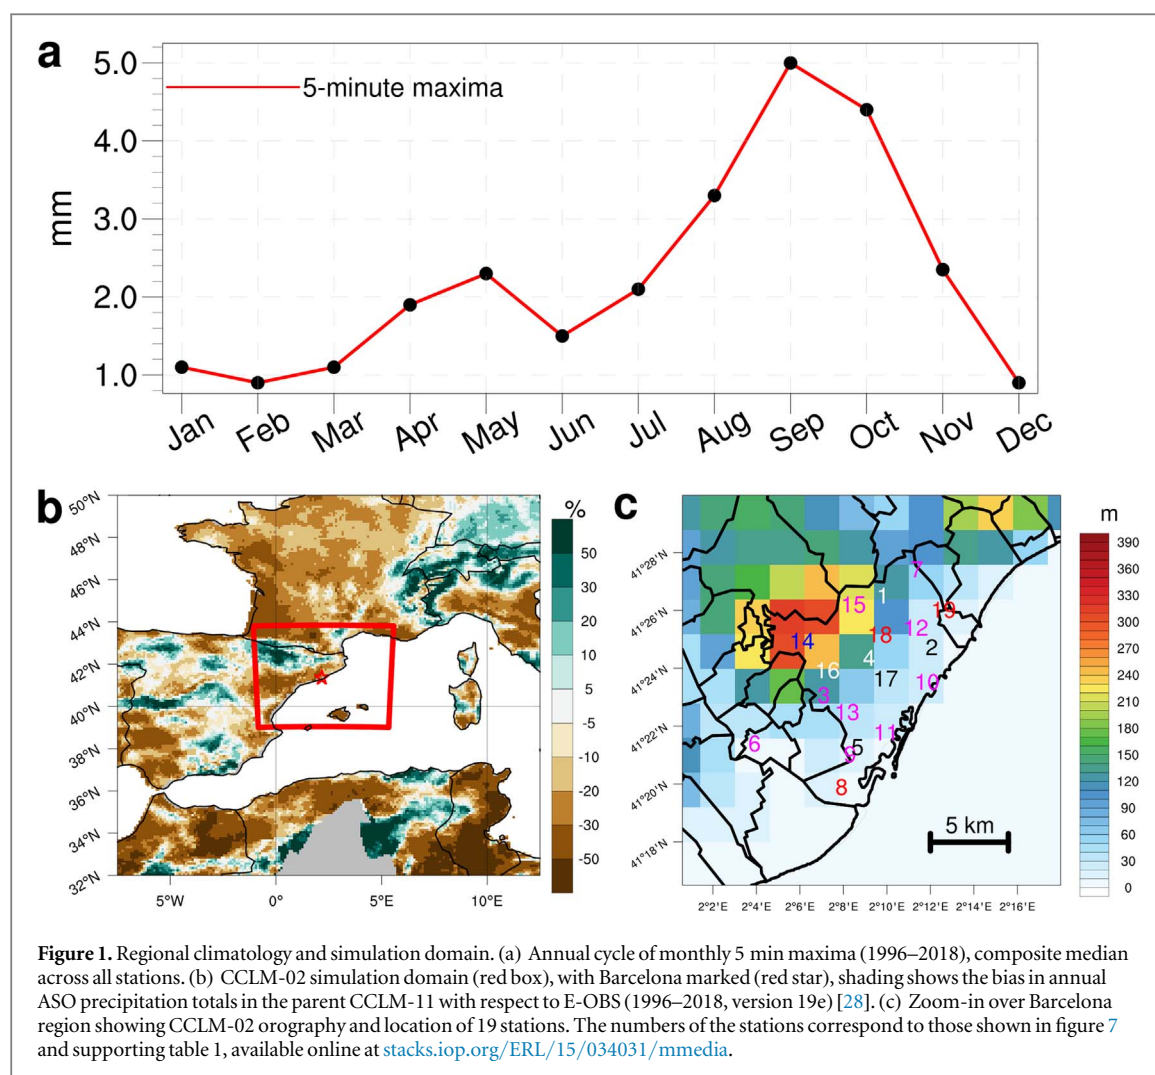 a
5-minute maxima
mm
5.0
4.0
3.0
2.0
1.0
Jan Feb Mar Apr May Jun Jul Aug Sep Oct Nov Dec
b
%
50°N
48°N
46°N
44°N
42°N
40°N
38°N
36°N
34°N
32°N
5°W 0° 5°E 10°E
50
30
20
10
5
-5
-10
-20
-30
-50
c
m
41°28'N
41°26'N
41°24'N
41°22'N
41°20'N
41°18'N
2°2'E 2°4'E 2°6'E 2°8'E 2°10'E 2°12'E 2°14'E 2°16'E
7
1
15
19
12
18
14
2
4
16
17
10
3
13
11
6
5
9
8
5 km
390
360
330
300
270
240
210
180
150
120
90
60
30
0
Figure 1. Regional climatology and simulation domain. (a) Annual cycle of monthly 5 min maxima (1996–2018), composite median
across all stations. (b) CCLM-02 simulation domain (red box), with Barcelona marked (red star), shading shows the bias in annual
ASO precipitation totals in the parent CCLM-11 with respect to E-OBS (1996–2018, version 19e) [28]. (c) Zoom-in over Barcelona
region showing CCLM-02 orography and location of 19 stations. The numbers of the stations correspond to those shown in figure 7
and supporting table 1, available online at stacks.iop.org/ERL/15/034031/mmedia.